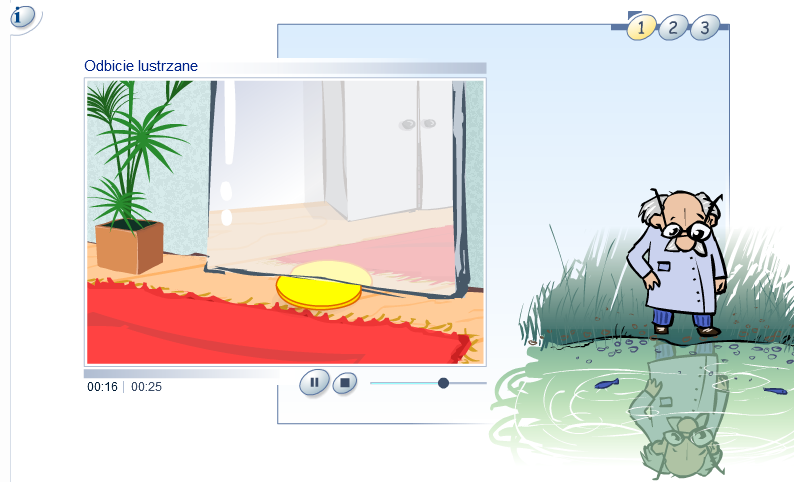 i
1 2 3
Odbicie lustrzane
00:16 | 00:25